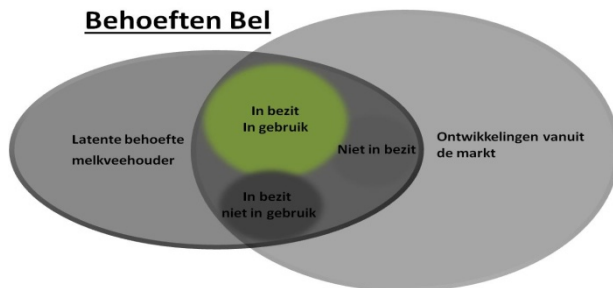 Behoeften Bel
In bezit
In gebruik
Latente behoefte
melkveehouder
Niet in bezit
Ontwikkelingen vanuit
de markt
In bezit
niet in gebruik